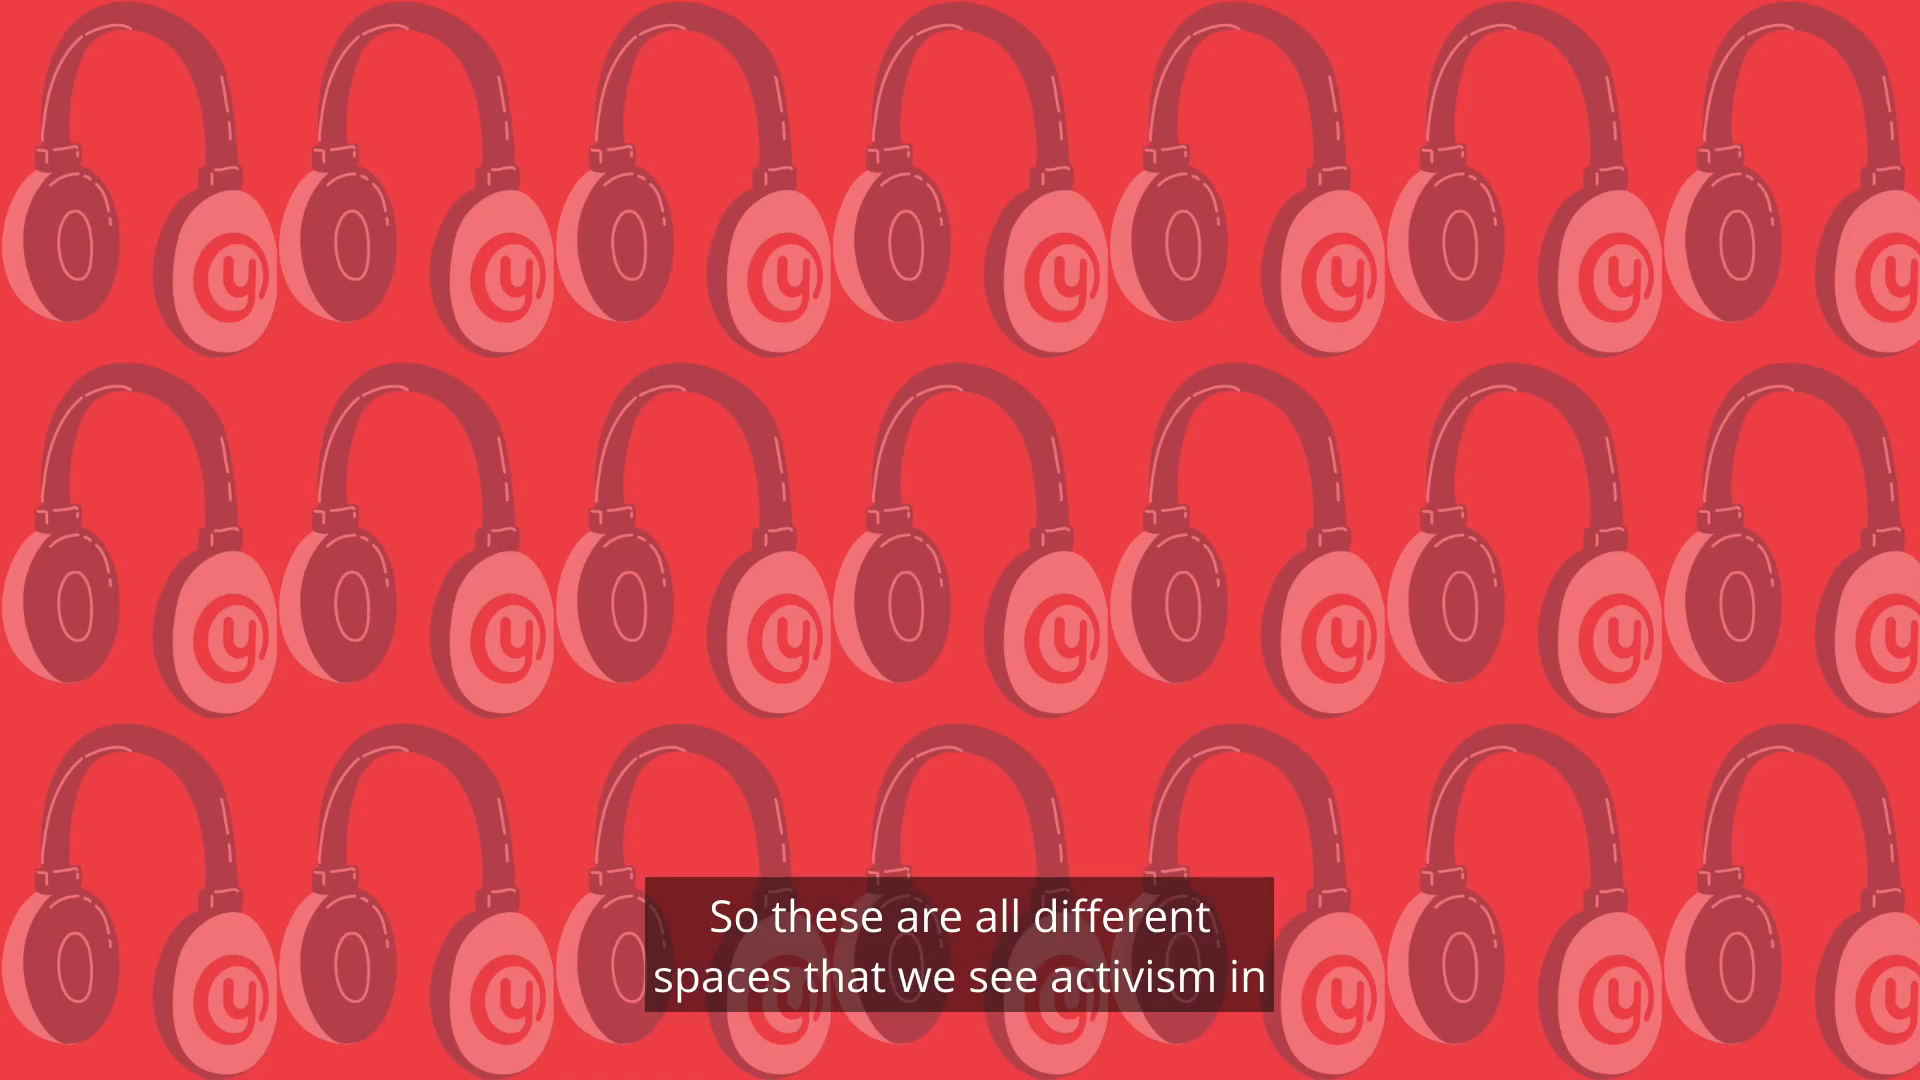 So these are all different
spaces that we see activism in